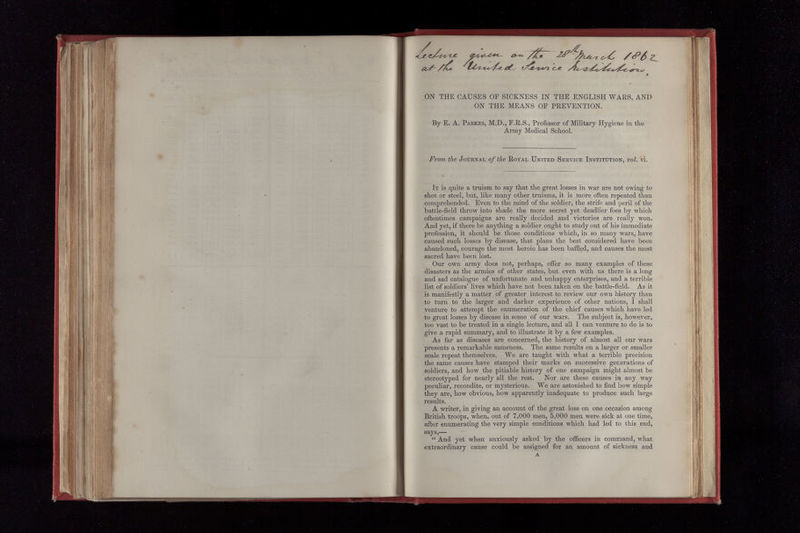 Lecture given on the 28th March 1862
at the United Service Institution.
ON THE CAUSES OF SICKNESS IN THE ENGLISH WARS, AND
ON THE MEANS OF PREVENTION.
By E. A. PARKES, M.D., F.R.S., Professor of Military Hygiene in the
Army Medical School.
From the JOURNAL of the ROYAL UNITED SERVICE INSTITUTION, vol. vi.
IT is quite a truism to say that the great losses in war are not owing to
shot or steel, but, like many other truisms, it is more often repeated than
comprehended. Even to the mind of the soldier, the strife and peril of the
battle-field throw into shade the more secret yet deadlier foes by which
oftentimes campaigns are really decided and victories are really won.
And yet, if there be anything a soldier ought to study out of his immediate
profession, it should be those conditions which, in so many wars, have
caused such losses by disease, that plans the best considered have been
abandoned, courage the most heroic has been baffled, and causes the most
sacred have been lost.
Our own army does not, perhaps, offer so many examples of these
disasters as the armies of other states, but even with us there is a long
and sad catalogue of unfortunate and unhappy enterprises, and a terrible
list of soldiers' lives which have not been taken on the battle-field. As it
is manifestly a matter of greater interest to review our own history than
to turn to the larger and darker experience of other nations, I shall
venture to attempt the enumeration of the chief causes which have led
to great losses by disease in some of our wars. The subject is, however,
too vast to be treated in a single lecture, and all I can venture to do is to
give a rapid summary, and to illustrate it by a few examples.
As far as diseases are concerned, the history of almost all our wars
presents a remarkable sameness. The same results on a larger or smaller
scale repeat themselves. We are taught with what a terrible precision
the same causes have stamped their marks on successive generations of
soldiers, and how the pitiable history of one campaign might almost be
stereotyped for nearly all the rest. Nor are these causes in any way
peculiar, recondite, or mysterious. We are astonished to find how simple
they are, how obvious, how apparently inadequate to produce such large
results.
A writer, in giving an account of the great loss on one occasion among
British troops, when, out of 7,000 men, 5,000 men were sick at one time,
after enumerating the very simple conditions which had led to this end,
says,—
" And yet when anxiously asked by the officers in command, what
extraordinary cause could be assigned for an amount of sickness and
A